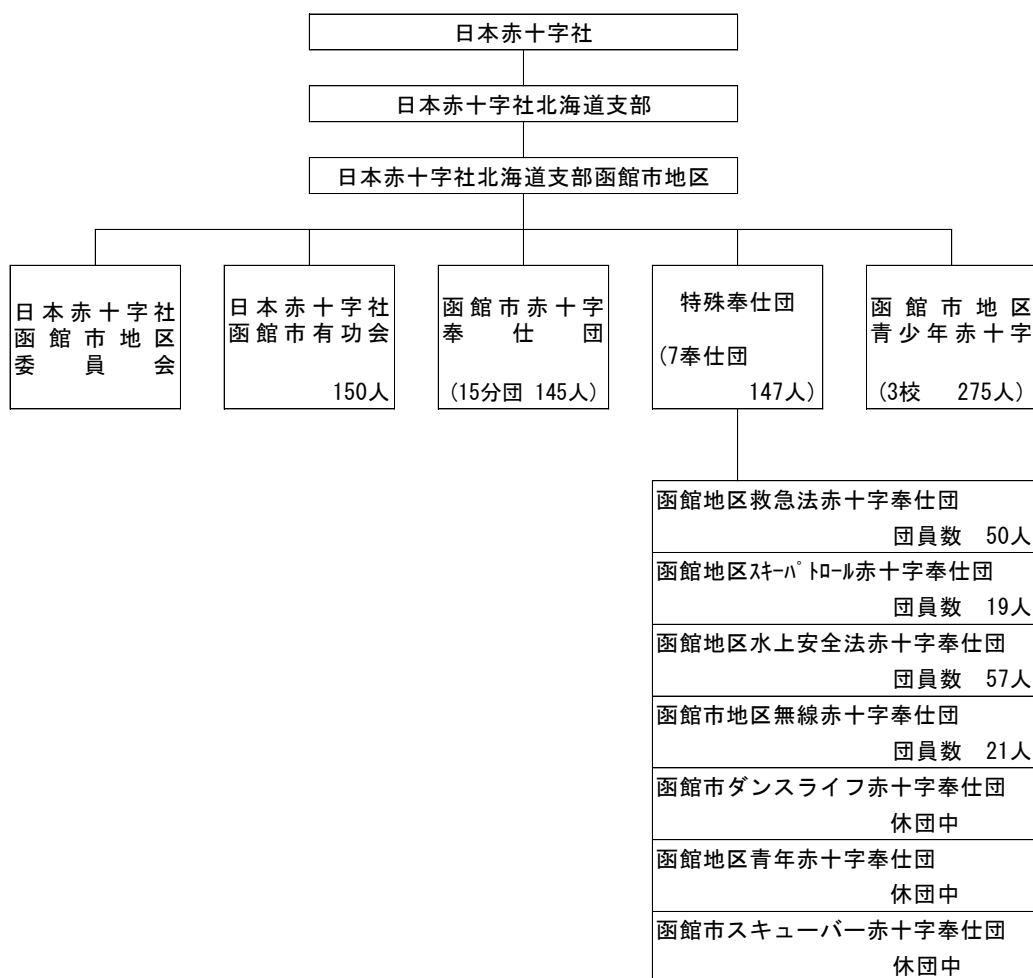 日本赤十字社
日本赤十字社北海道支部
日本赤十字社北海道支部函館市地区
日本赤十字社
函館市地区
委員会
日本赤十字社
函館市有功会
150人
函館市赤十字
奉仕団
(15分団 145人)
特殊奉仕団
(7奉仕団
147人)
函館市地区
青少年赤十字
(3校 275人)
函館地区救急法赤十字奉仕団
団員数 50人
函館地区ｽｷｰﾊﾟﾄﾛｰﾙ赤十字奉仕団
団員数 19人
函館地区水上安全法赤十字奉仕団
団員数 57人
函館市地区無線赤十字奉仕団
団員数 21人
函館市ダンスライフ赤十字奉仕団
休団中
函館地区青年赤十字奉仕団
休団中
函館市スキューバー赤十字奉仕団
休団中